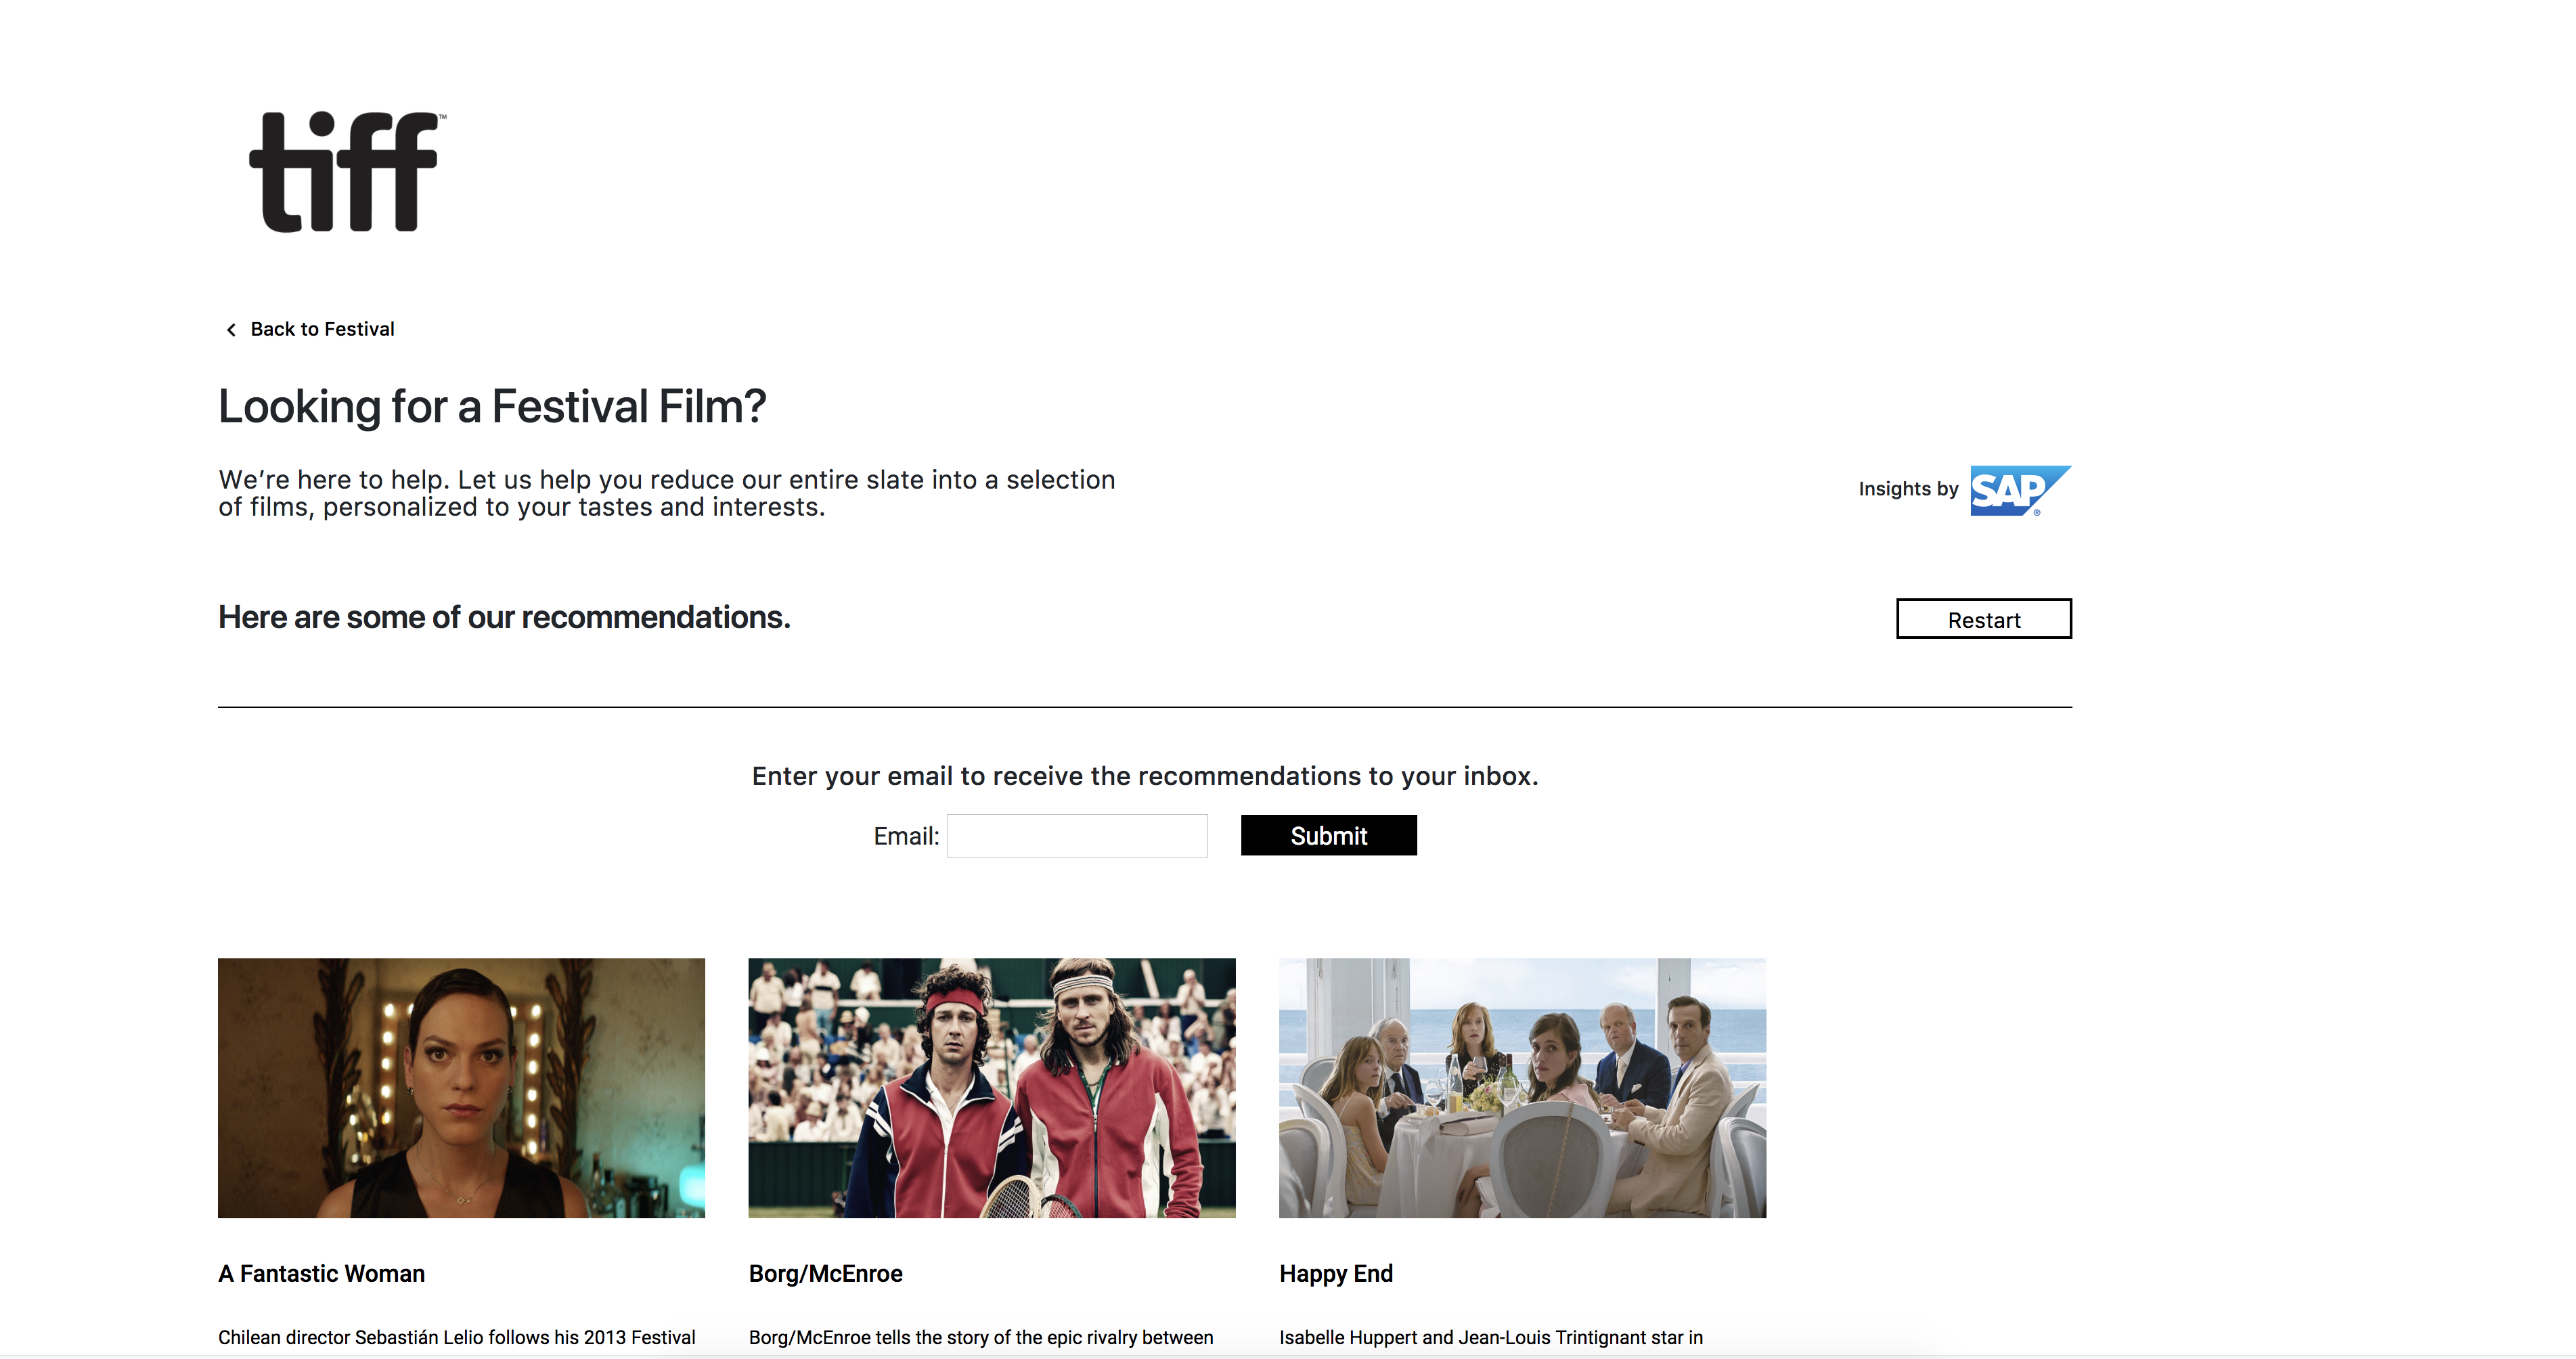 tiff™
Back to Festival
Looking for a Festival Film?
We're here to help. Let us help you reduce our entire slate into a selection
of films, personalized to your tastes and interests.
Insights by SAP®
Here are some of our recommendations.
Restart
Enter your email to receive the recommendations to your inbox.
Email:
Submit
A Fantastic Woman
Borg/McEnroe
Happy End
Chilean director Sebastián Lelio follows his 2013 Festival
Borg/McEnroe tells the story of the epic rivalry between
Isabelle Huppert and Jean-Louis Trintignant star in